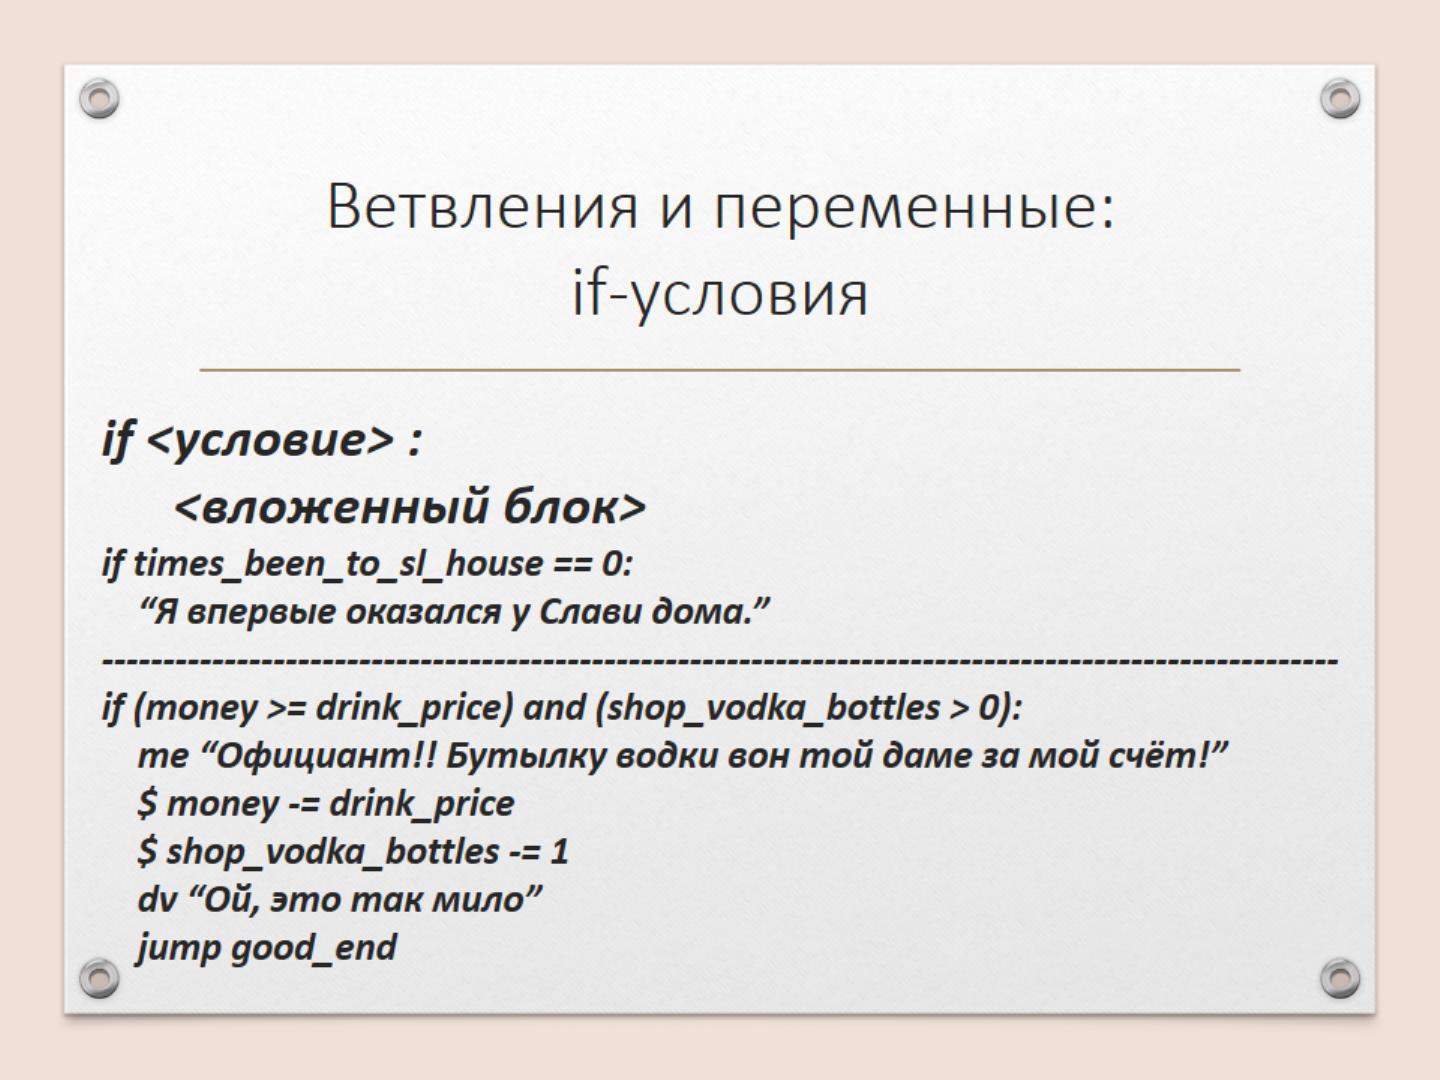 Ветвления и переменные:
if-условия
if <условие> :
<вложенный блок>
if times_been_to_sl_house == 0:
“Я впервые оказался у Слави дома.”
------------------------------------------------------------------------------------------------------
if (money >= drink_price) and (shop_vodka_bottles > 0):
me “Официант!! Бутылку водки вон той даме за мой счёт!”
$ money -= drink_price
$ shop_vodka_bottles -= 1
dv “Ой, это так мило”
jump good_end